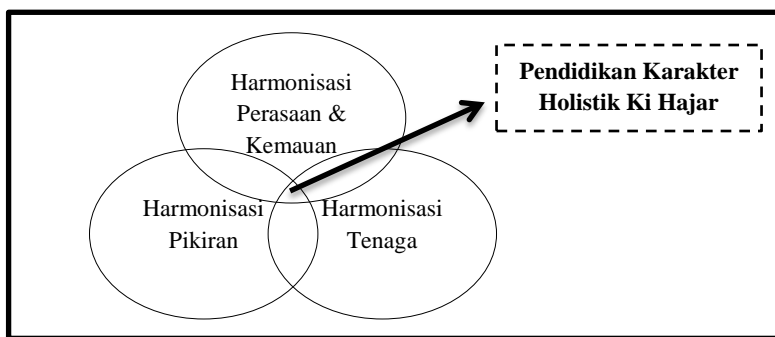 Harmonisasi
Perasaan &
Kemauan
Pendidikan Karakter
Holistik Ki Hajar
Harmonisasi
Pikiran
Harmonisasi
Tenaga